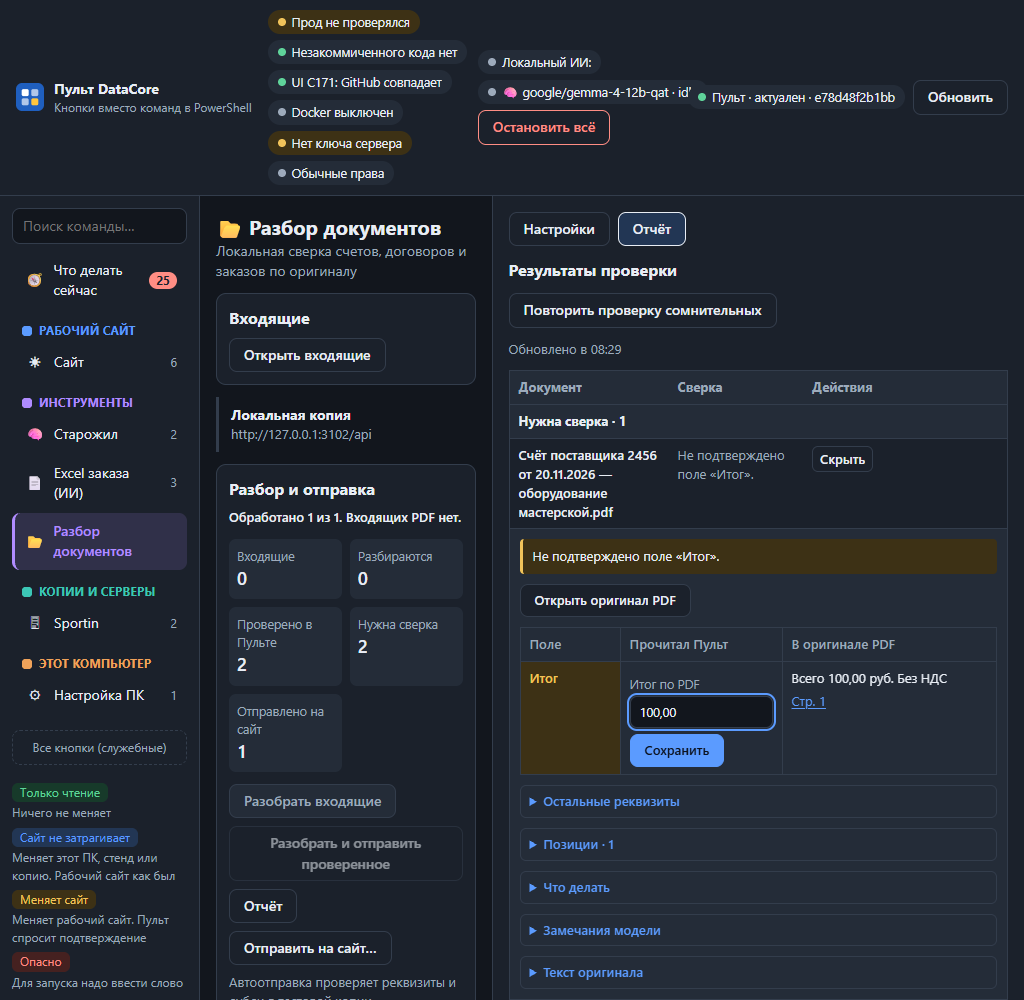 Пульт DataCore
Кнопки вместо команд в PowerShell
Прод не проверялся
Незакоммиченного кода нет
UI C171: GitHub совпадает
Docker выключен
Нет ключа сервера
Обычные права
Локальный ИИ:
google/gemma-4-12b-qat · idl
Остановить всё
Пульт · актуален · e78d48f2b1bb
Обновить
Поиск команды...
Что делать
сейчас
25
РАБОЧИЙ САЙТ
Сайт
6
ИНСТРУМЕНТЫ
Старожил
2
Excel заказа
(ИИ)
3
Разбор
документов
КОПИИ И СЕРВЕРЫ
Sportin
2
ЭТОТ КОМПЬЮТЕР
Настройка ПК
1
Все кнопки (служебные)
Только чтение
Ничего не меняет
Сайт не затрагивает
Меняет этот ПК, стенд или
копию. Рабочий сайт как был
Меняет сайт
Меняет рабочий сайт. Пульт
спросит подтверждение
Опасно
Для запуска надо ввести слово
Разбор документов
Локальная сверка счетов, договоров и
заказов по оригиналу
Входящие
Открыть входящие
Локальная копия
http://127.0.0.1:3102/api
Разбор и отправка
Обработано 1 из 1. Входящих PDF нет.
Входящие
0
Разбираются
0
Проверено в
Пульте
2
Нужна сверка
2
Отправлено на
сайт
1
Разобрать входящие
Разобрать и отправить
проверенное
Отчёт
Отправить на сайт...
Автоотправка проверяет реквизиты и
Настройки
Отчёт
Результаты проверки
Повторить проверку сомнительных
Обновлено в 08:29
Документ
Сверка
Действия
Нужна сверка · 1
Счёт поставщика 2456
от 20.11.2026 —
оборудование
мастерской.pdf
Не подтверждено
поле «Итог».
Скрыть
Не подтверждено поле «Итог».
Открыть оригинал PDF
Поле
Прочитал Пульт
В оригинале PDF
Итог
Итог по PDF
100,00
Сохранить
Всего 100,00 руб. Без НДС
Стр. 1
Остальные реквизиты
Позиции · 1
Что делать
Замечания модели
Текст оригинала